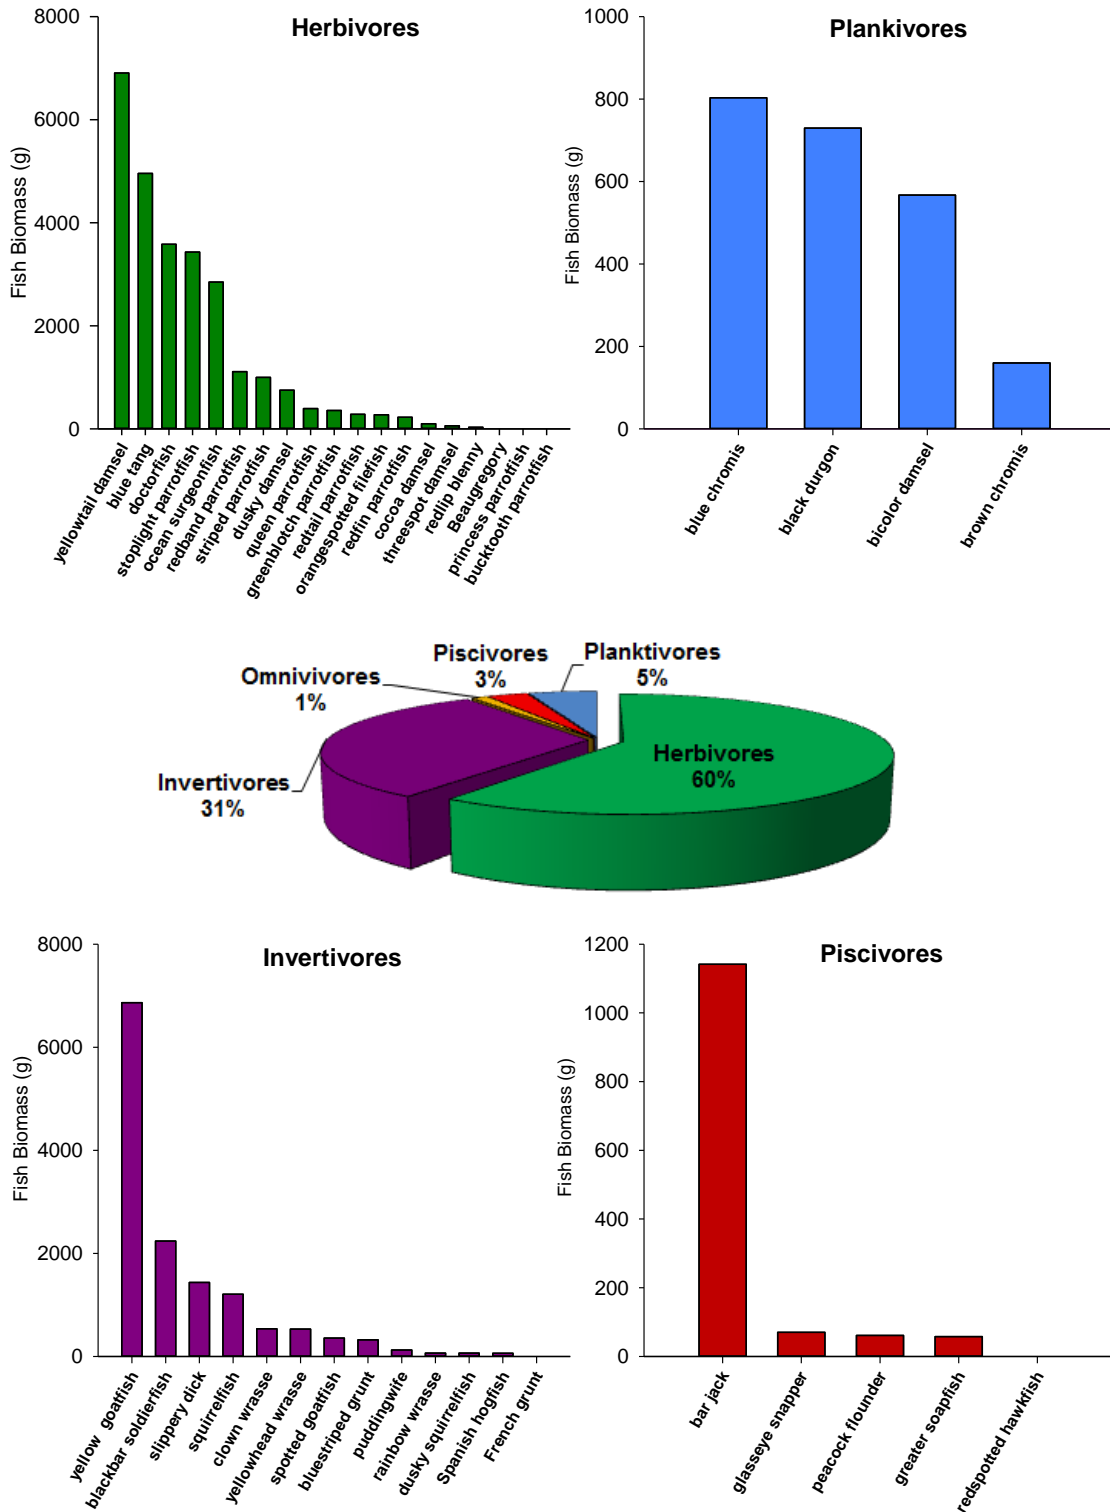 Herbivores
Fish Biomass (g)
8000
6000
4000
2000
0
yellowtail damsel
blue tang
doctorfish
stoplight parrotfish
ocean surgeonfish
redband parrotfish
striped parrotfish
dusky damsel
queen parrotfish
greenblotch parrotfish
redtail parrotfish
orangespotted filefish
redfin parrotfish
cocoa damsel
threespot damsel
redlip blenny
Beaugregory
princess parrotfish
bucktooth parrotfish
Plankivores
Fish Biomass (g)
1000
800
600
400
200
0
blue chromis
black durgon
bicolor damsel
brown chromis
Piscivores
3%
Planktivores
5%
Omnivivores
1%
Herbivores
60%
Invertivores
31%
Invertivores
Fish Biomass (g)
8000
6000
4000
2000
0
yellow goatfish
blackbar soldierfish
slippery dick
squirrelfish
clown wrasse
yellowhead wrasse
spotted goatfish
bluestriped grunt
puddingwife
rainbow wrasse
dusky squirrelfish
Spanish hogfish
French grunt
Piscivores
Fish Biomass (g)
1200
1000
800
600
400
200
0
bar jack
glasseye snapper
peacock flounder
greater soapfish
redspotted hawkfish